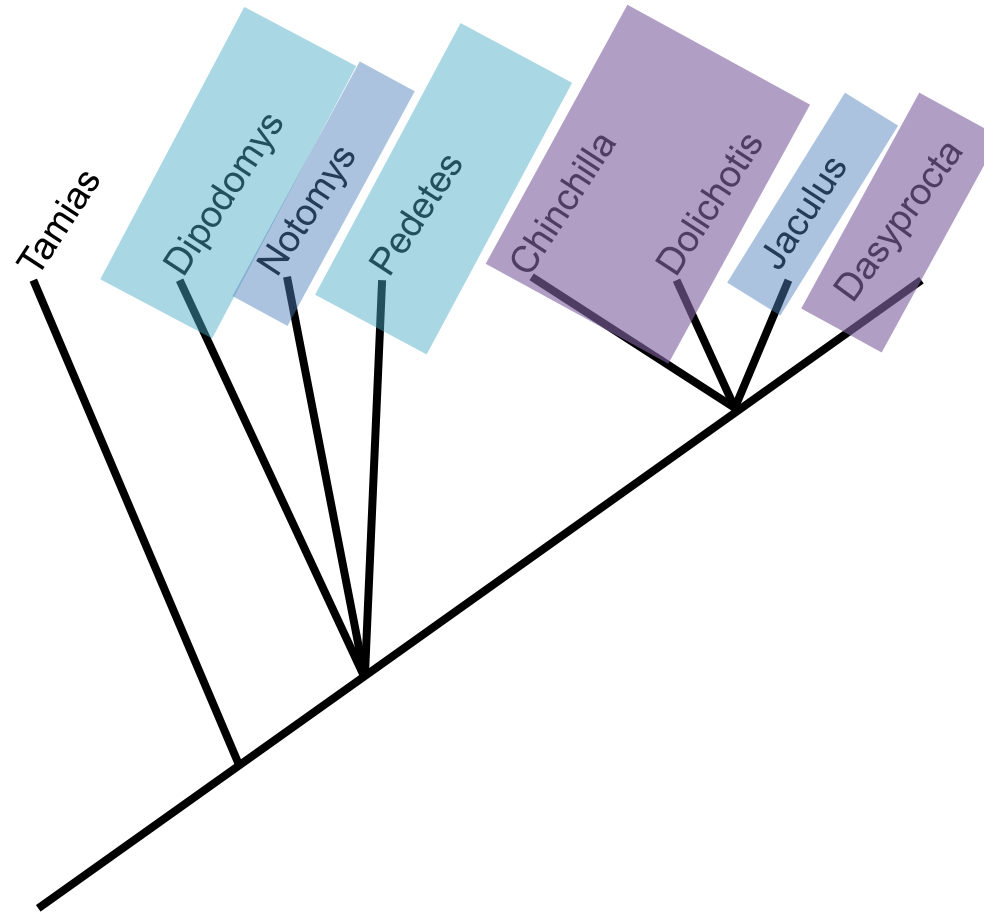 Tamias
Dipodomys
Notomys
Pedetes
Chinchilla
Dolichotis
Jaculus
Dasyprocta